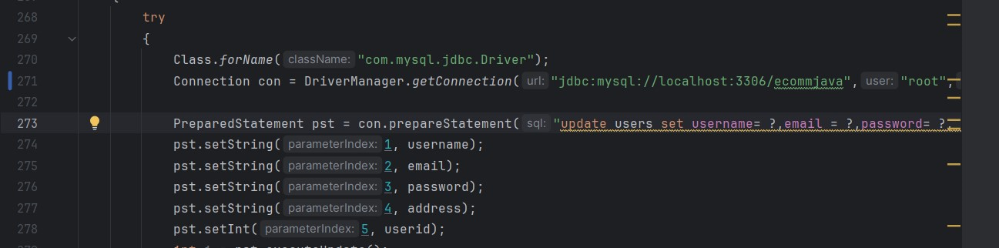 268 try
269 {
270 Class.forName( className: "com.mysql.jdbc.Driver");
271 Connection con = DriverManager.getConnection( url: "jdbc:mysql://localhost:3306/ecommjava", user: "root",
272
273 PreparedStatement pst = con.prepareStatement( sql: "update users set username= ?,email = ?,password= ?,
274 pst.setString( parameterIndex: 1, username);
275 pst.setString( parameterIndex: 2, email);
276 pst.setString( parameterIndex: 3, password);
277 pst.setString( parameterIndex: 4, address);
278 pst.setInt( parameterIndex: 5, userid);